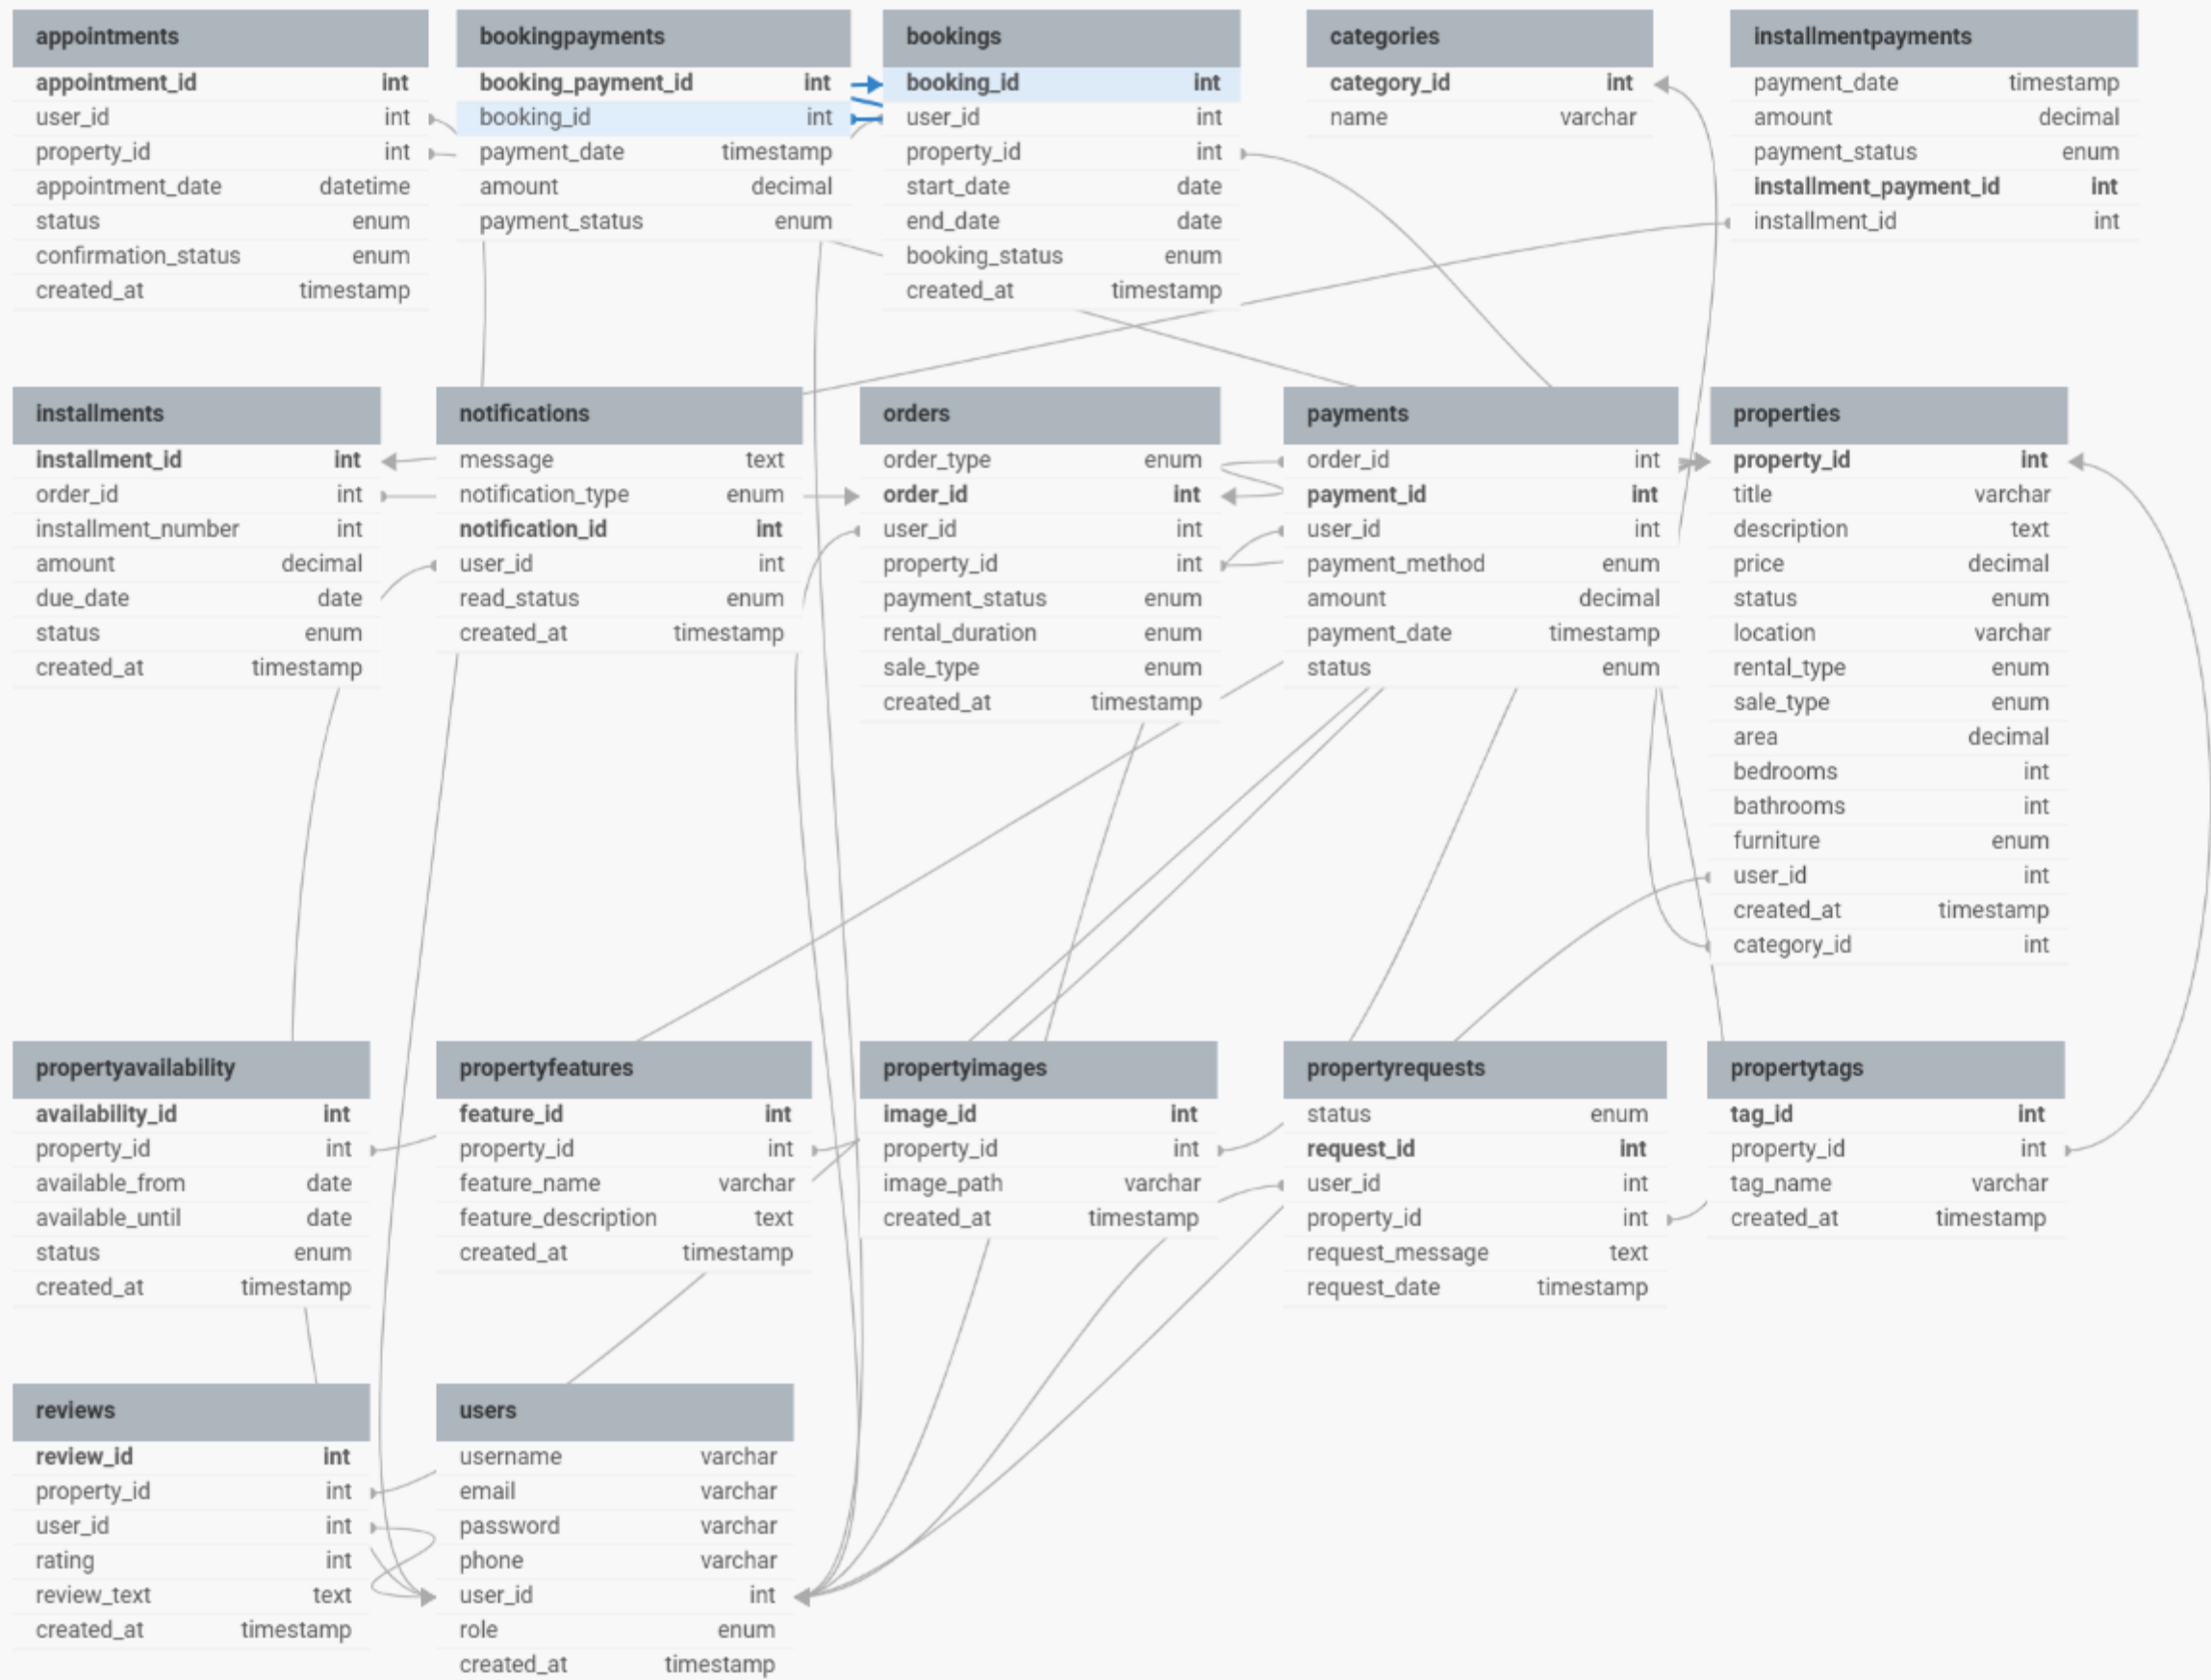 appointments
appointment_id int
user_id int
property_id int
appointment_date datetime
status enum
confirmation_status enum
created_at timestamp
bookingpayments
booking_payment_id int
booking_id int
payment_date timestamp
amount decimal
payment_status enum
bookings
booking_id int
user_id int
property_id int
start_date date
end_date date
booking_status enum
created_at timestamp
categories
category_id int
name varchar
installmentpayments
payment_date timestamp
amount decimal
payment_status enum
installment_payment_id int
installment_id int
installments
installment_id int
order_id int
installment_number int
amount decimal
due_date date
status enum
created_at timestamp
notifications
message text
notification_type enum
notification_id int
user_id int
read_status enum
created_at timestamp
orders
order_type enum
order_id int
user_id int
property_id int
payment_status enum
rental_duration enum
sale_type enum
created_at timestamp
payments
order_id int
payment_id int
user_id int
payment_method enum
amount decimal
payment_date timestamp
status enum
properties
property_id int
title varchar
description text
price decimal
status enum
location varchar
rental_type enum
sale_type enum
area decimal
bedrooms int
bathrooms int
furniture enum
user_id int
created_at timestamp
category_id int
propertyavailability
availability_id int
property_id int
available_from date
available_until date
status enum
created_at timestamp
propertyfeatures
feature_id int
property_id int
feature_name varchar
feature_description text
created_at timestamp
propertyimages
image_id int
property_id int
image_path varchar
created_at timestamp
propertyrequests
status enum
request_id int
user_id int
property_id int
request_message text
request_date timestamp
propertytags
tag_id int
property_id int
tag_name varchar
created_at timestamp
reviews
review_id int
property_id int
user_id int
rating int
review_text text
created_at timestamp
users
username varchar
email varchar
password varchar
phone varchar
user_id int
role enum
created_at timestamp